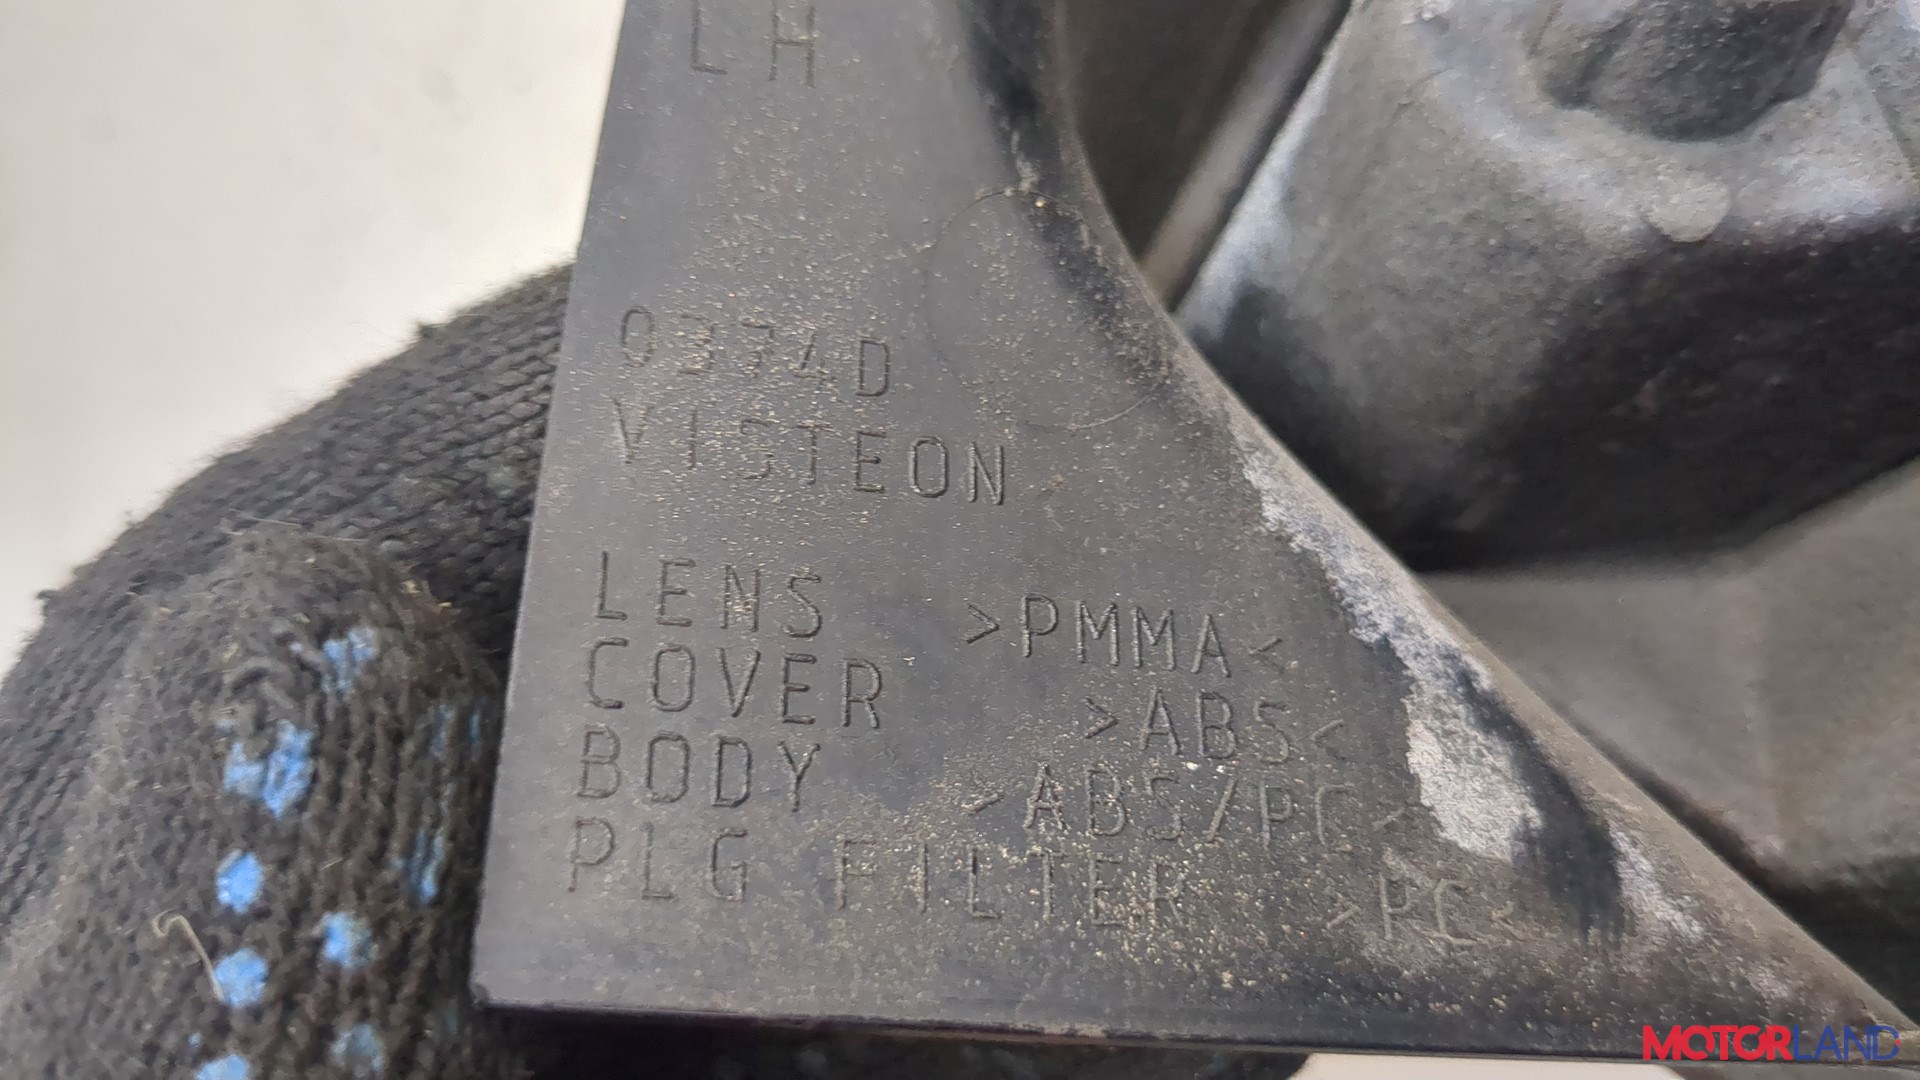 LH
0374D
VISTEON
LENS >PMMA<
COVER >ABS<
BODY >ABS/PC<
PLG FILTER >PC<
MOTORLAND